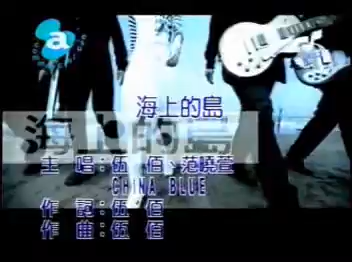 海上的島
海上的島
主 唱：伍 佰、范曉萱
CHINA BLUE
作 詞：伍 佰
作 曲：伍 佰